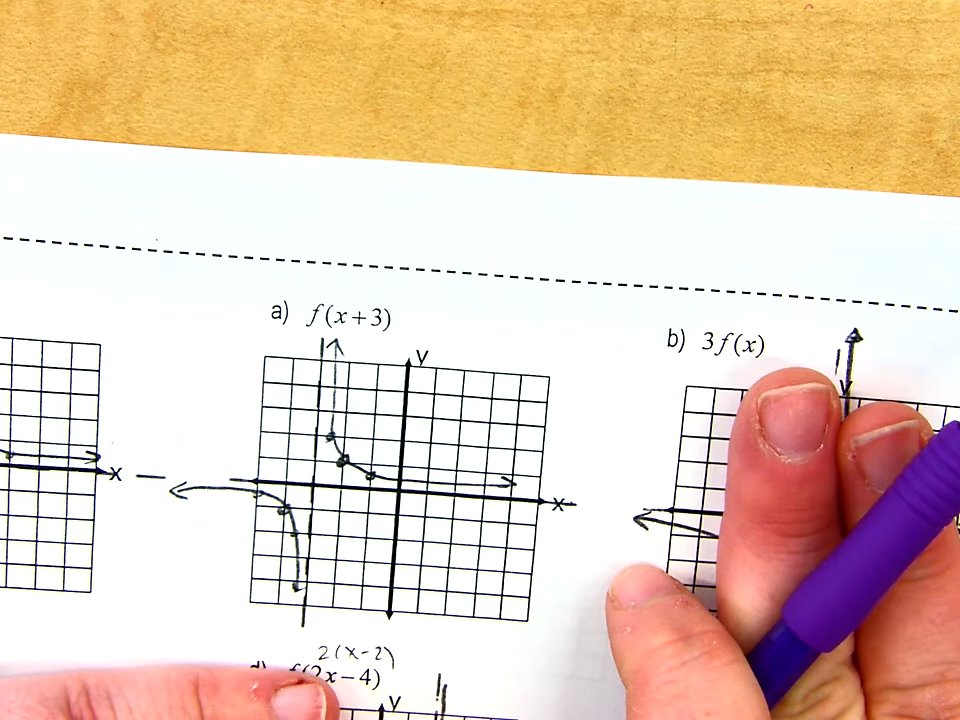 a) f(x+3)
b) 3f(x)
y
y
x
x
2(x-2)
d) f(2x-4)
y